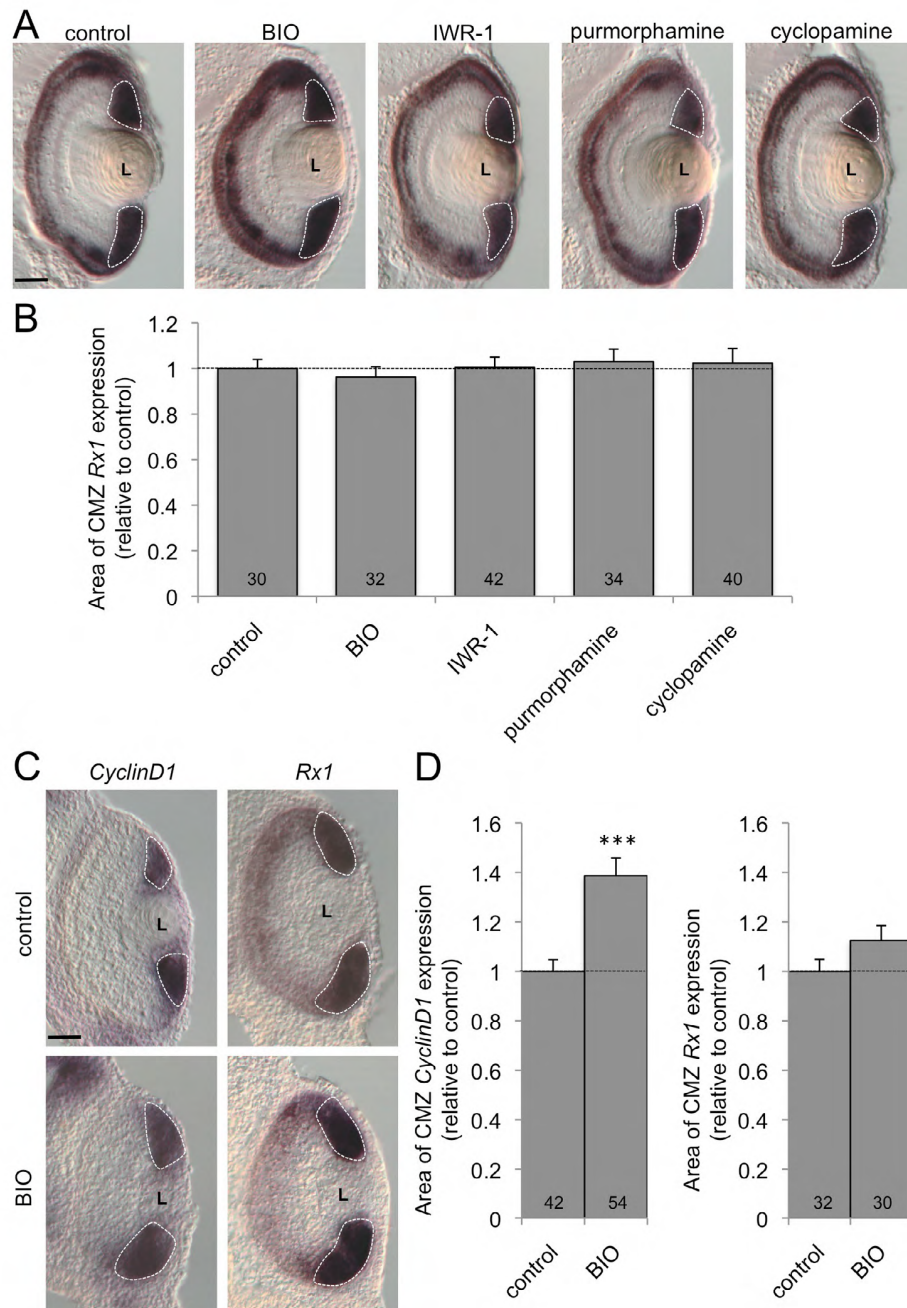 A
control BIO IWR-1 purmorphamine cyclopamine
L L L L L
B
Area of CMZ Rx1 expression
(relative to control)
1.2
1
0.8
0.6
0.4
0.2
0
30 32 42 34 40
control BIO IWR-1 purmorphamine cyclopamine
C
CyclinD1 Rx1
control
L L
BIO
L L
D
Area of CMZ CyclinD1 expression
(relative to control)
1.6
1.4
1.2
1
0.8
0.6
0.4
0.2
0
***
42 54
control BIO
Area of CMZ Rx1 expression
(relative to control)
1.6
1.4
1.2
1
0.8
0.6
0.4
0.2
0
32 30
control BIO